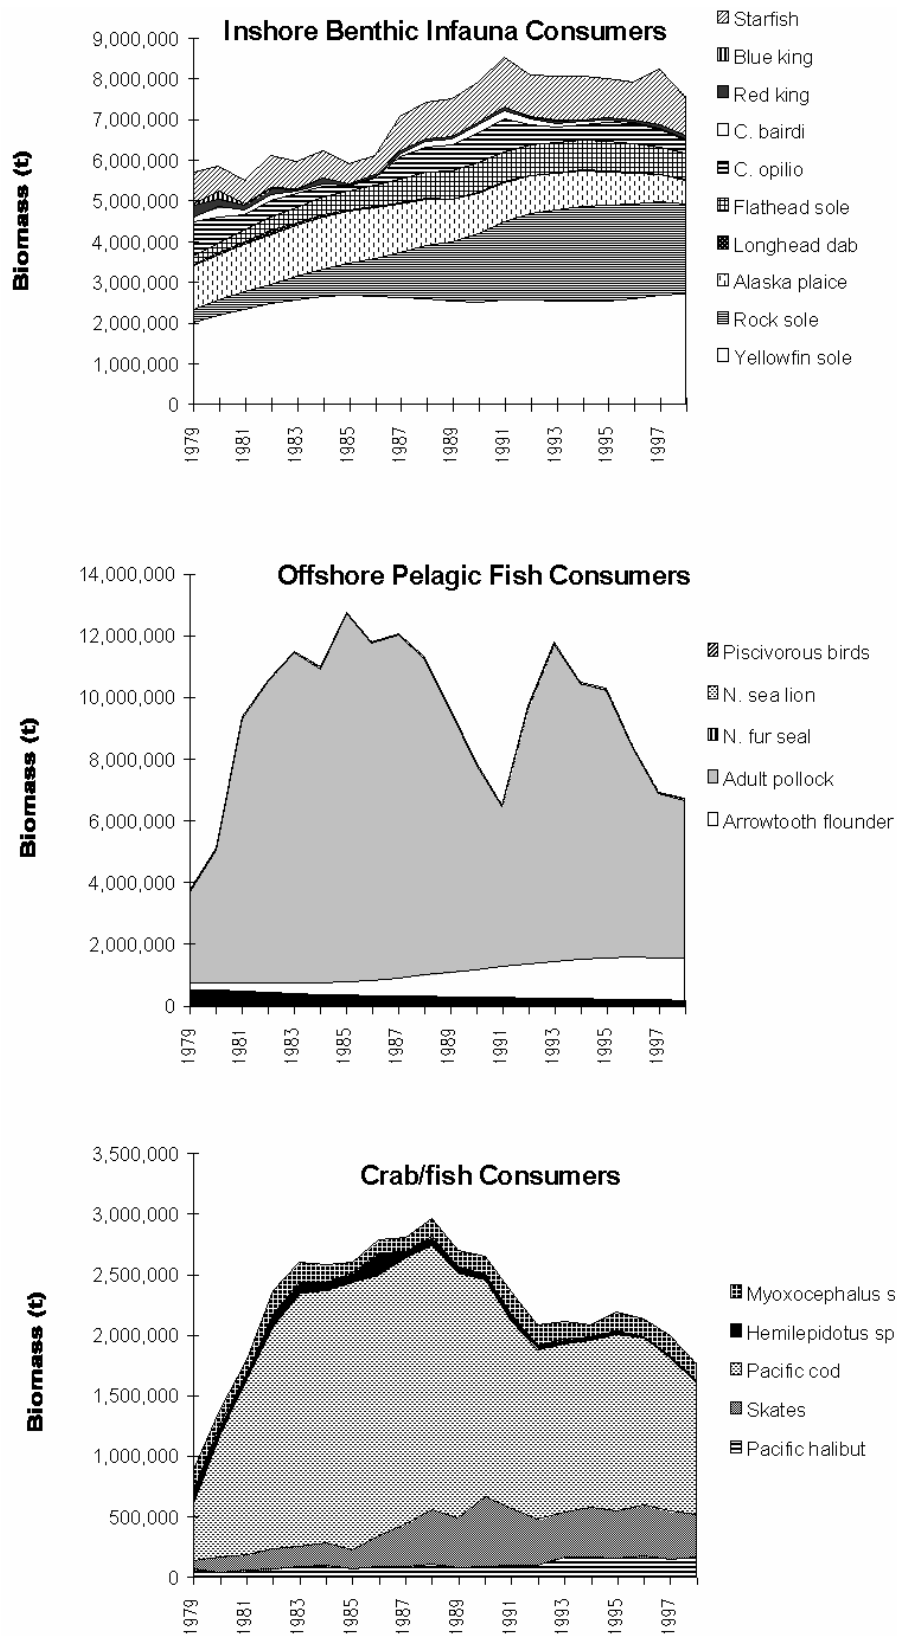 Inshore Benthic Infauna Consumers
Biomass (t)
9,000,000
8,000,000
7,000,000
6,000,000
5,000,000
4,000,000
3,000,000
2,000,000
1,000,000
0
1979
1981
1983
1985
1987
1989
1991
1993
1995
1997
Starfish
Blue king
Red king
C. bairdi
C. opilio
Flathead sole
Longhead dab
Alaska plaice
Rock sole
Yellowfin sole
Offshore Pelagic Fish Consumers
Biomass (t)
14,000,000
12,000,000
10,000,000
8,000,000
6,000,000
4,000,000
2,000,000
0
1979
1981
1983
1985
1987
1989
1991
1993
1995
1997
Piscivorous birds
N. sea lion
N. fur seal
Adult pollock
Arrowtooth flounder
Crab/fish Consumers
Biomass (t)
3,500,000
3,000,000
2,500,000
2,000,000
1,500,000
1,000,000
500,000
0
1979
1981
1983
1985
1987
1989
1991
1993
1995
1997
Myoxocephalus s
Hemilepidotus sp
Pacific cod
Skates
Pacific halibut